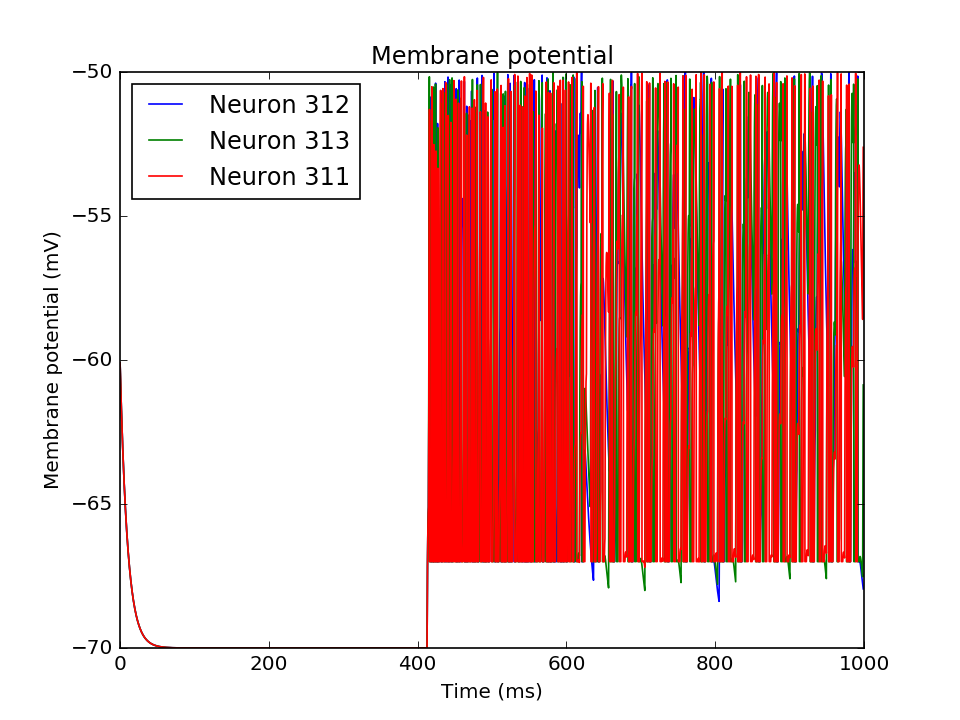 Membrane potential
−50
Neuron 312
Neuron 313
Neuron 311
−55
−60
−65
−70
Membrane potential (mV)
0 200 400 600 800 1000
Time (ms)